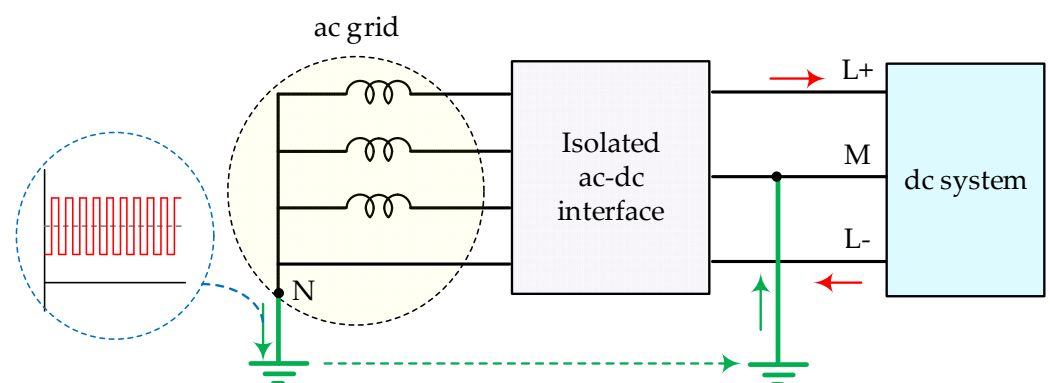 ac grid
L+
Isolated
ac-dc
interface
M
dc system
L-
N